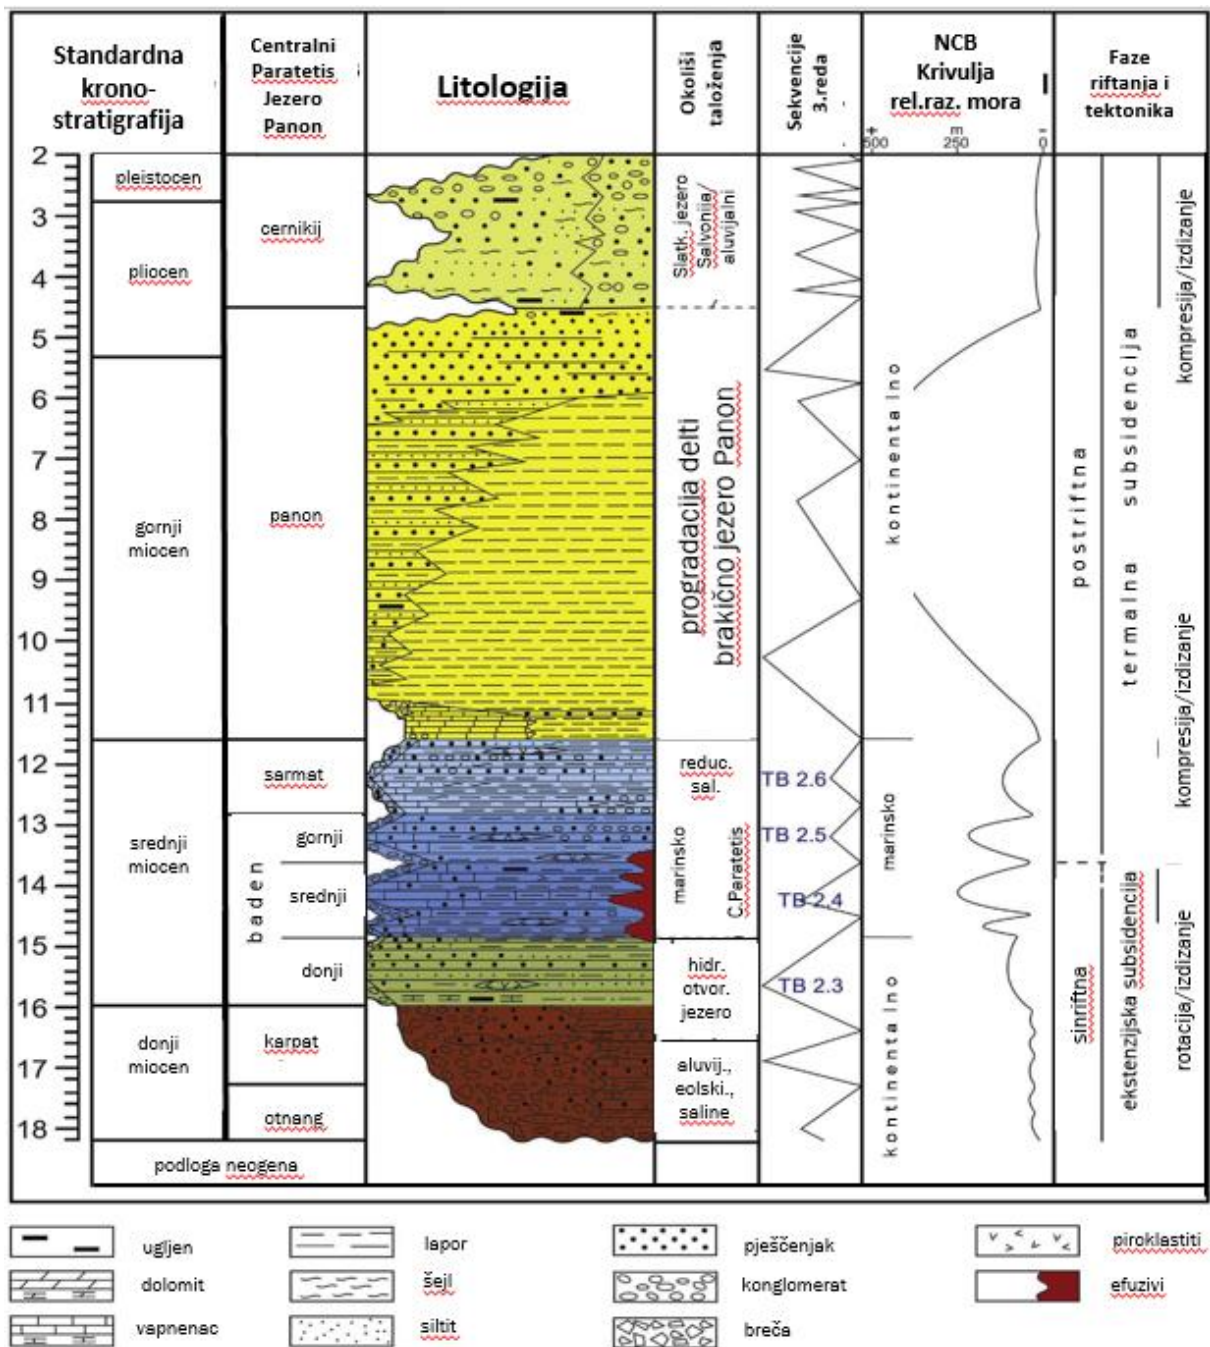 Standardna
krono-
stratigrafija
Centralni
Paratetis
Jezero
Panon
Litologija
Okoliši
taloženja
Sekvencije
3.reda
NCB
Krivulja
rel.raz. mora
+
500
m
250
-
0
Faze
riftanja i
tektonika
2
3
4
5
6
7
8
9
10
11
12
13
14
15
16
17
18
pleistocen
pliocen
gornji
miocen
srednji
miocen
donji
miocen
podloga neogena
cernikij
panon
sarmat
baden
gornji
srednji
donji
karpat
otnang
Slatk. jezero
Salvonija/
aluvijalni
progradacija delti
brakično jezero Panon
reduc.
sal.
marinsko
C.Paratetis
hidr.
otvor.
jezero
aluvij.,
eolski.,
saline
TB 2.6
TB 2.5
TB 2.4
TB 2.3
kontinentalno
marinsko
kontinentalno
postriftna
sinriftna
termalna subsidencija
ekstenzijska subsidencija
kompresija/izdizanje
kompresija/izdizanje
rotacija/izdizanje
ugljen
lapor
pješčenjak
piroklastiti
dolomit
šejl
konglomerat
efuzivi
vapnenac
siltit
breča